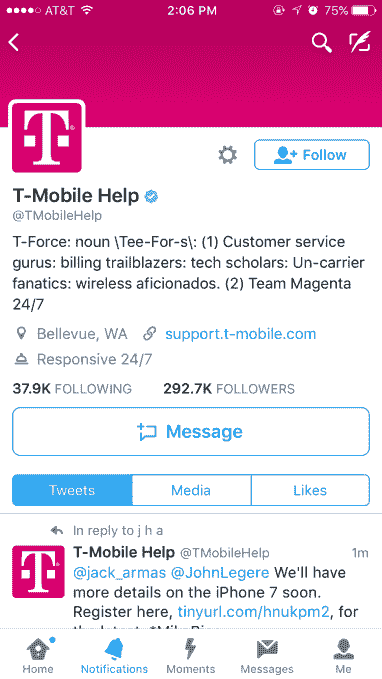 AT&T 2:06 PM 75%
T
Follow
T-Mobile Help
@TMobileHelp
T-Force: noun \Tee-For-s\: (1) Customer service
gurus: billing trailblazers: tech scholars: Un-carrier
fanatics: wireless aficionados. (2) Team Magenta
24/7
Bellevue, WA support.t-mobile.com
Responsive 24/7
37.9K FOLLOWING 292.7K FOLLOWERS
Message
Tweets Media Likes
In reply to j h a
T
T-Mobile Help @TMobileHelp 1m
@jack_armas @JohnLegere We'll have
more details on the iPhone 7 soon.
Register here, tinyurl.com/hnukpm2, for
Home Notifications Moments Messages Me